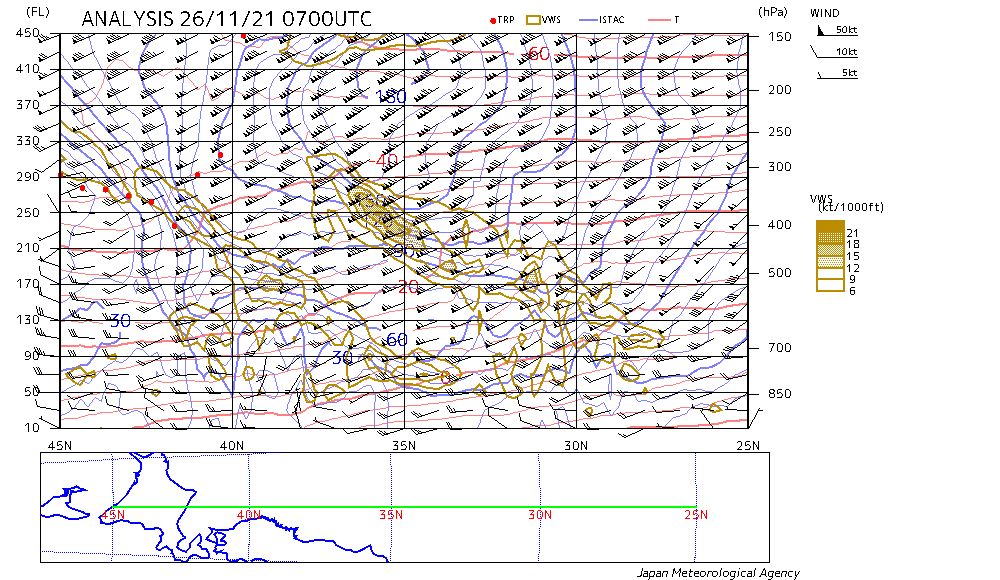 (FL) ANALYSIS 26/11/21 0700UTC TRP VWS ISTAC T (hPa) WIND
450 150 50kt
60
410 10kt
5kt
370 180 200
330 250
40
290 300
VWS
(kt/1000ft)
250 400
21
18
210 15
12
170 20 500 9
6
130 30
60
90 30 700
0
50 850
10
45N 40N 35N 30N 25N
45N 40N 35N 30N 25N
Japan Meteorological Agency